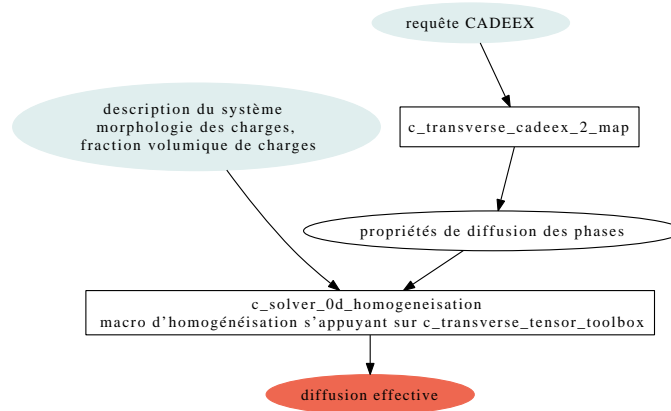 requête CADEEX
description du système
morphologie des charges,
fraction volumique de charges
c_transverse_cadeex_2_map
propriétés de diffusion des phases
c_solver_0d_homogeneisation
macro d'homogénéisation s'appuyant sur c_transverse_tensor_toolbox
diffusion effective